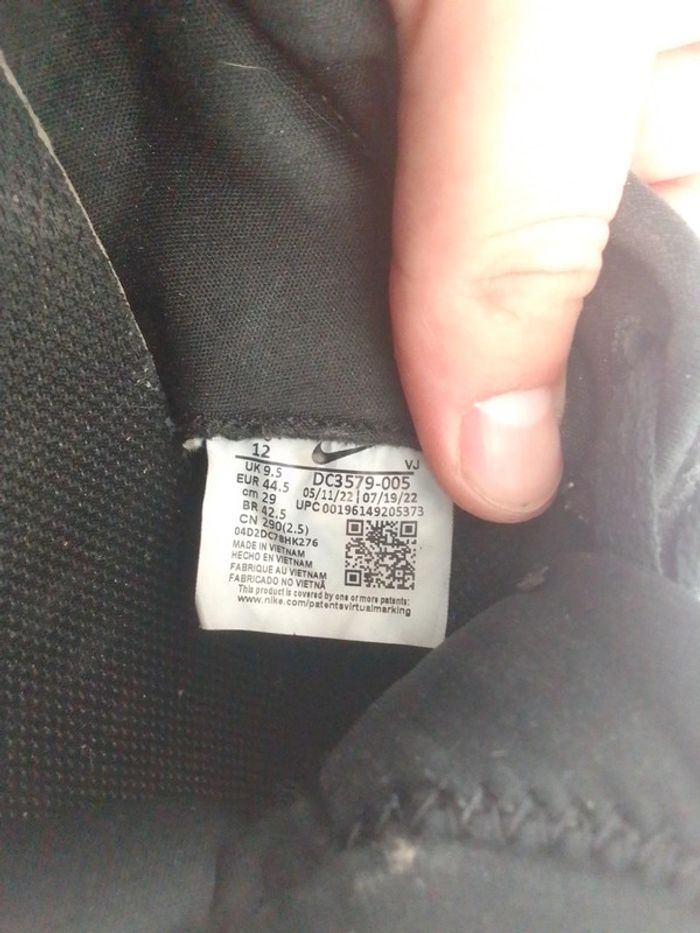 12
UK 9.5
EUR 44.5
cm 29
BR 42.5
CN 290(2.5)
04D2DC7BHK276
MADE IN VIETNAM
HECHO EN VIETNAM
FABRIQUE AU VIETNAM
FABRICADO NO VIETNÃ
VJ
DC3579-005
05/11/22 | 07/19/22
UPC 00196149205373
This product is covered by one or more patents:
www.nike.com/patentsvirtualmarking